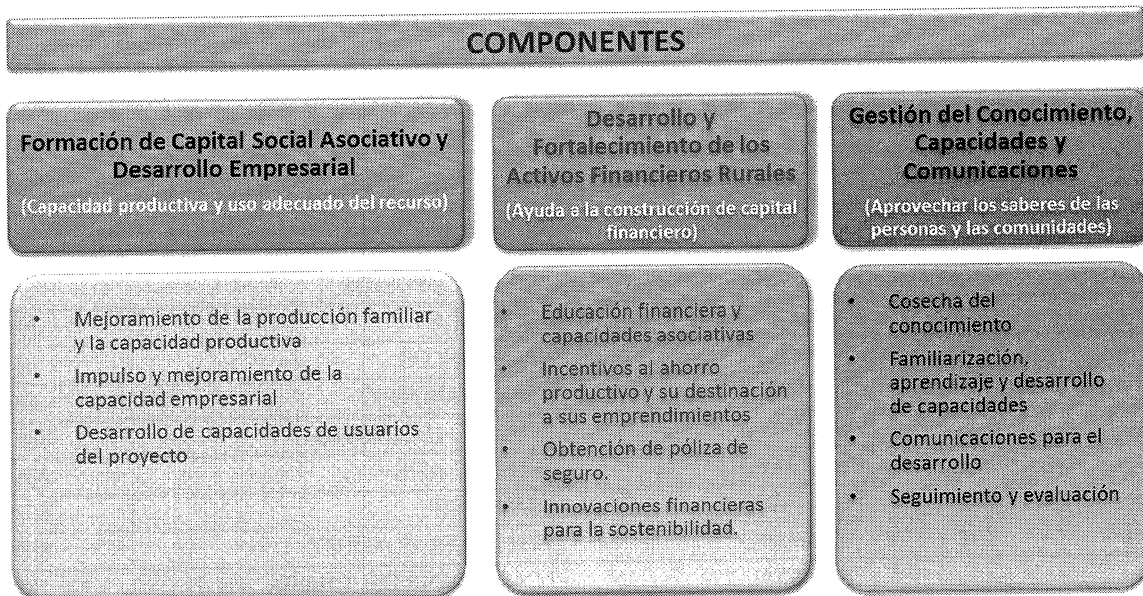 COMPONENTES
Formación de Capital Social Asociativo y
Desarrollo Empresarial
(Capacidad productiva y uso adecuado del recurso)
Desarrollo y
Fortalecimiento de los
Activos Financieros Rurales
(Ayuda a la construcción de capital
financiero)
Gestión del Conocimiento,
Capacidades y
Comunicaciones
(Aprovechar los saberes de las
personas y las comunidades)
• Mejoramiento de la producción familiar
y la capacidad productiva
• Impulso y mejoramiento de la
capacidad empresarial
• Desarrollo de capacidades de usuarios
del proyecto
• Educación financiera y
capacidades asociativas
• Incentivos al ahorro
productivo y su destinación
a sus emprendimientos
• Obtención de póliza de
seguro.
• Innovaciones financieras
para la sostenibilidad.
• Cosecha del
conocimiento
• Familiarización,
aprendizaje y desarrollo
de capacidades
• Comunicaciones para el
desarrollo
• Seguimiento y evaluación